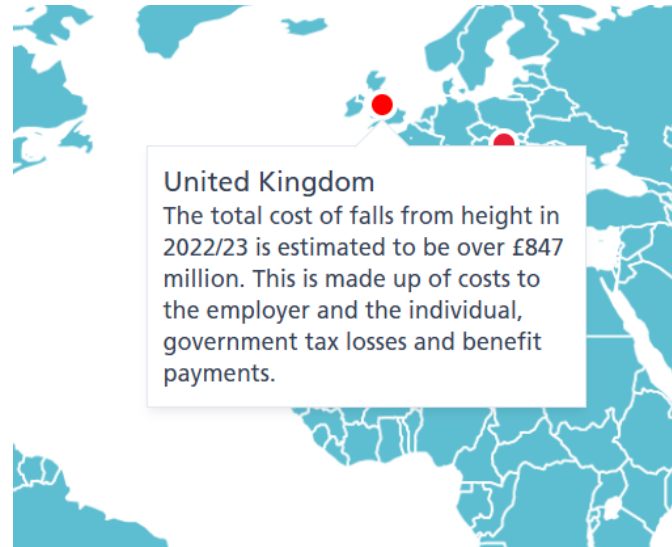 United Kingdom
The total cost of falls from height in
2022/23 is estimated to be over £847
million. This is made up of costs to
the employer and the individual,
government tax losses and benefit
payments.